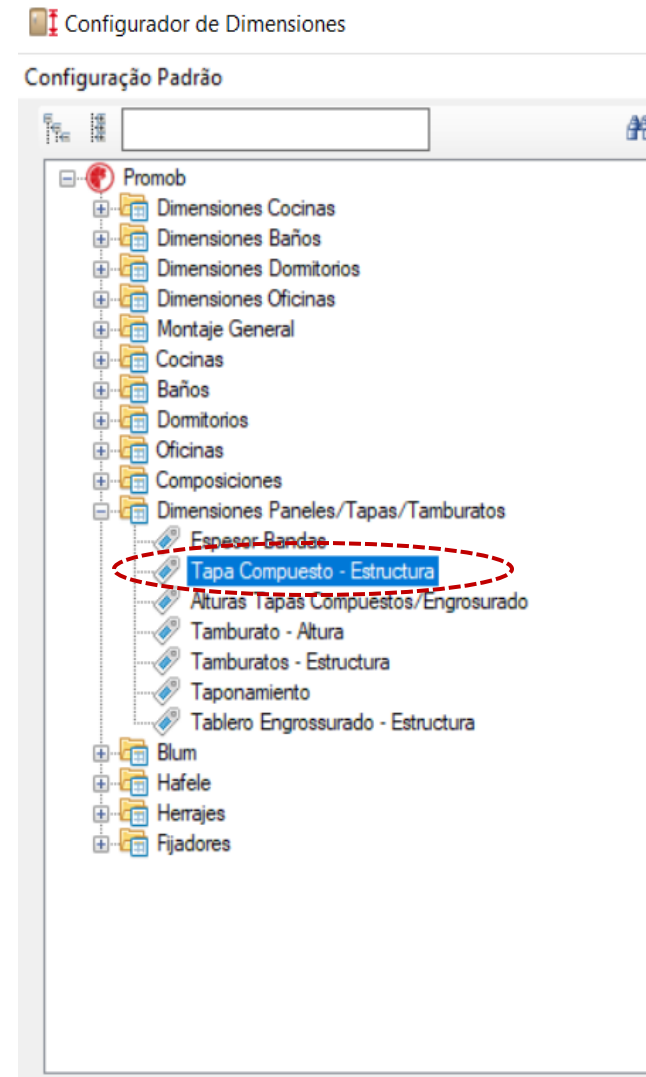 Configurador de Dimensiones
Configuração Padrão
Promob
Dimensiones Cocinas
Dimensiones Baños
Dimensiones Dormitorios
Dimensiones Oficinas
Montaje General
Cocinas
Baños
Dormitorios
Oficinas
Composiciones
Dimensiones Paneles/Tapas/Tamburatos
Espesor Bandas
Tapa Compuesto - Estructura
Alturas Tapas Compuestos/Engrosurado
Tamburato - Altura
Tamburatos - Estructura
Taponamiento
Tablero Engrossurado - Estructura
Blum
Hafele
Herrajes
Fijadores